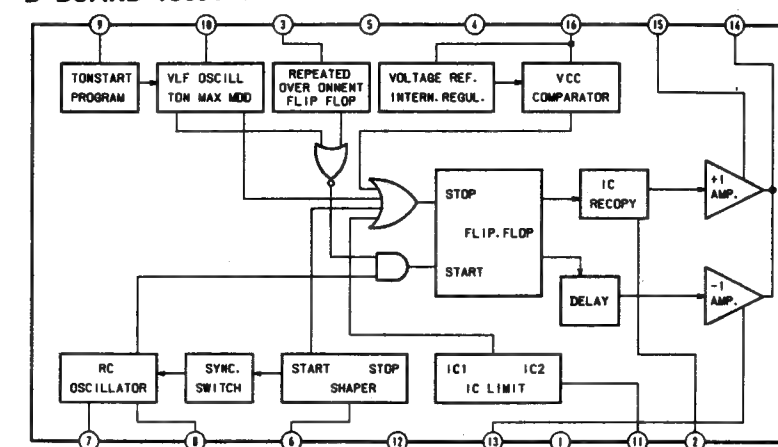 9 10 3 5 4 16 15 14
TONSTART
PROGRAM
VLF OSCILL
TON MAX MDD
REPEATED
OVER ONNENT
FLIP FLOP
VOLTAGE REF.
INTERN. REGUL.
VCC
COMPARATOR
STOP
FLIP.FLOP
START
IC
RECOPY
+1
AMP.
DELAY
-1
AMP.
RC
OSCILLATOR
SYNC.
SWITCH
START STOP
SHAPER
IC1 IC2
IC LIMIT
7 8 6 12 13 1 11 2